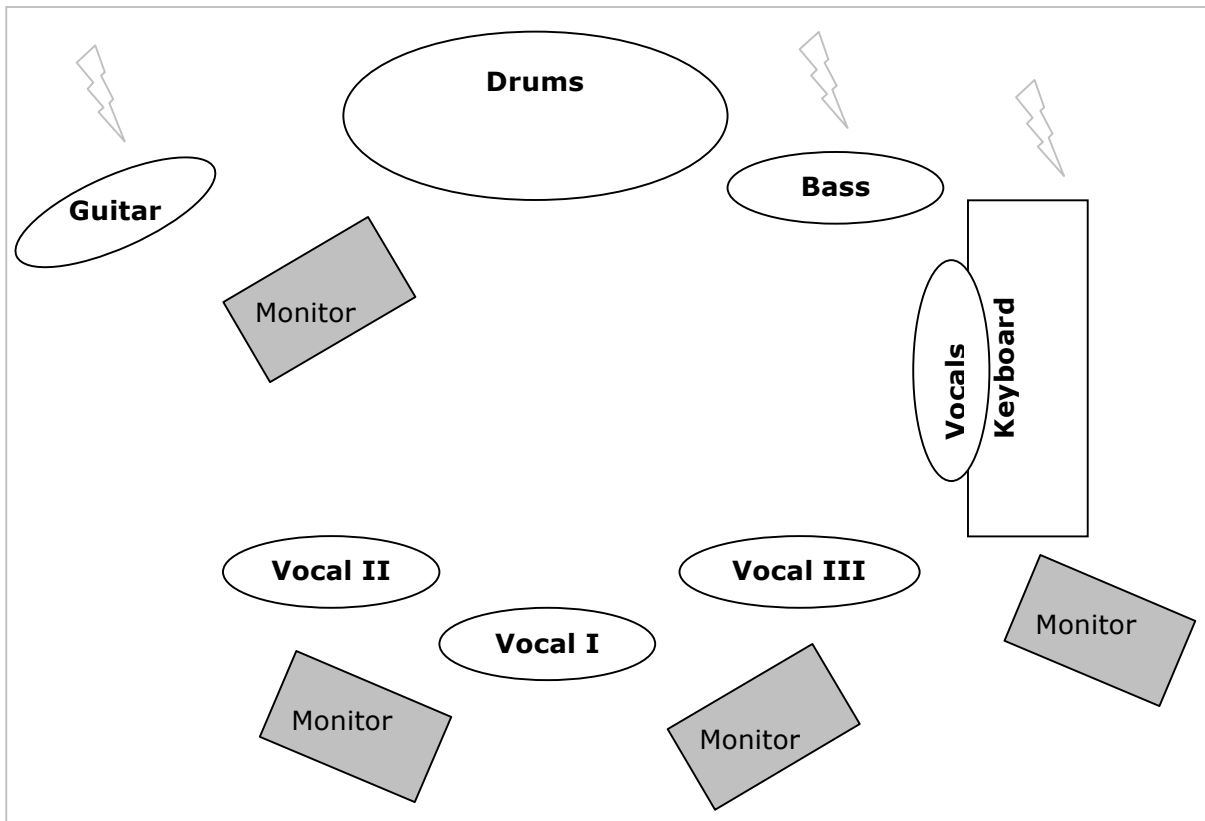 Drums
Bass
Guitar
Monitor
Vocals
Keyboard
Vocal II
Vocal III
Vocal I
Monitor
Monitor
Monitor